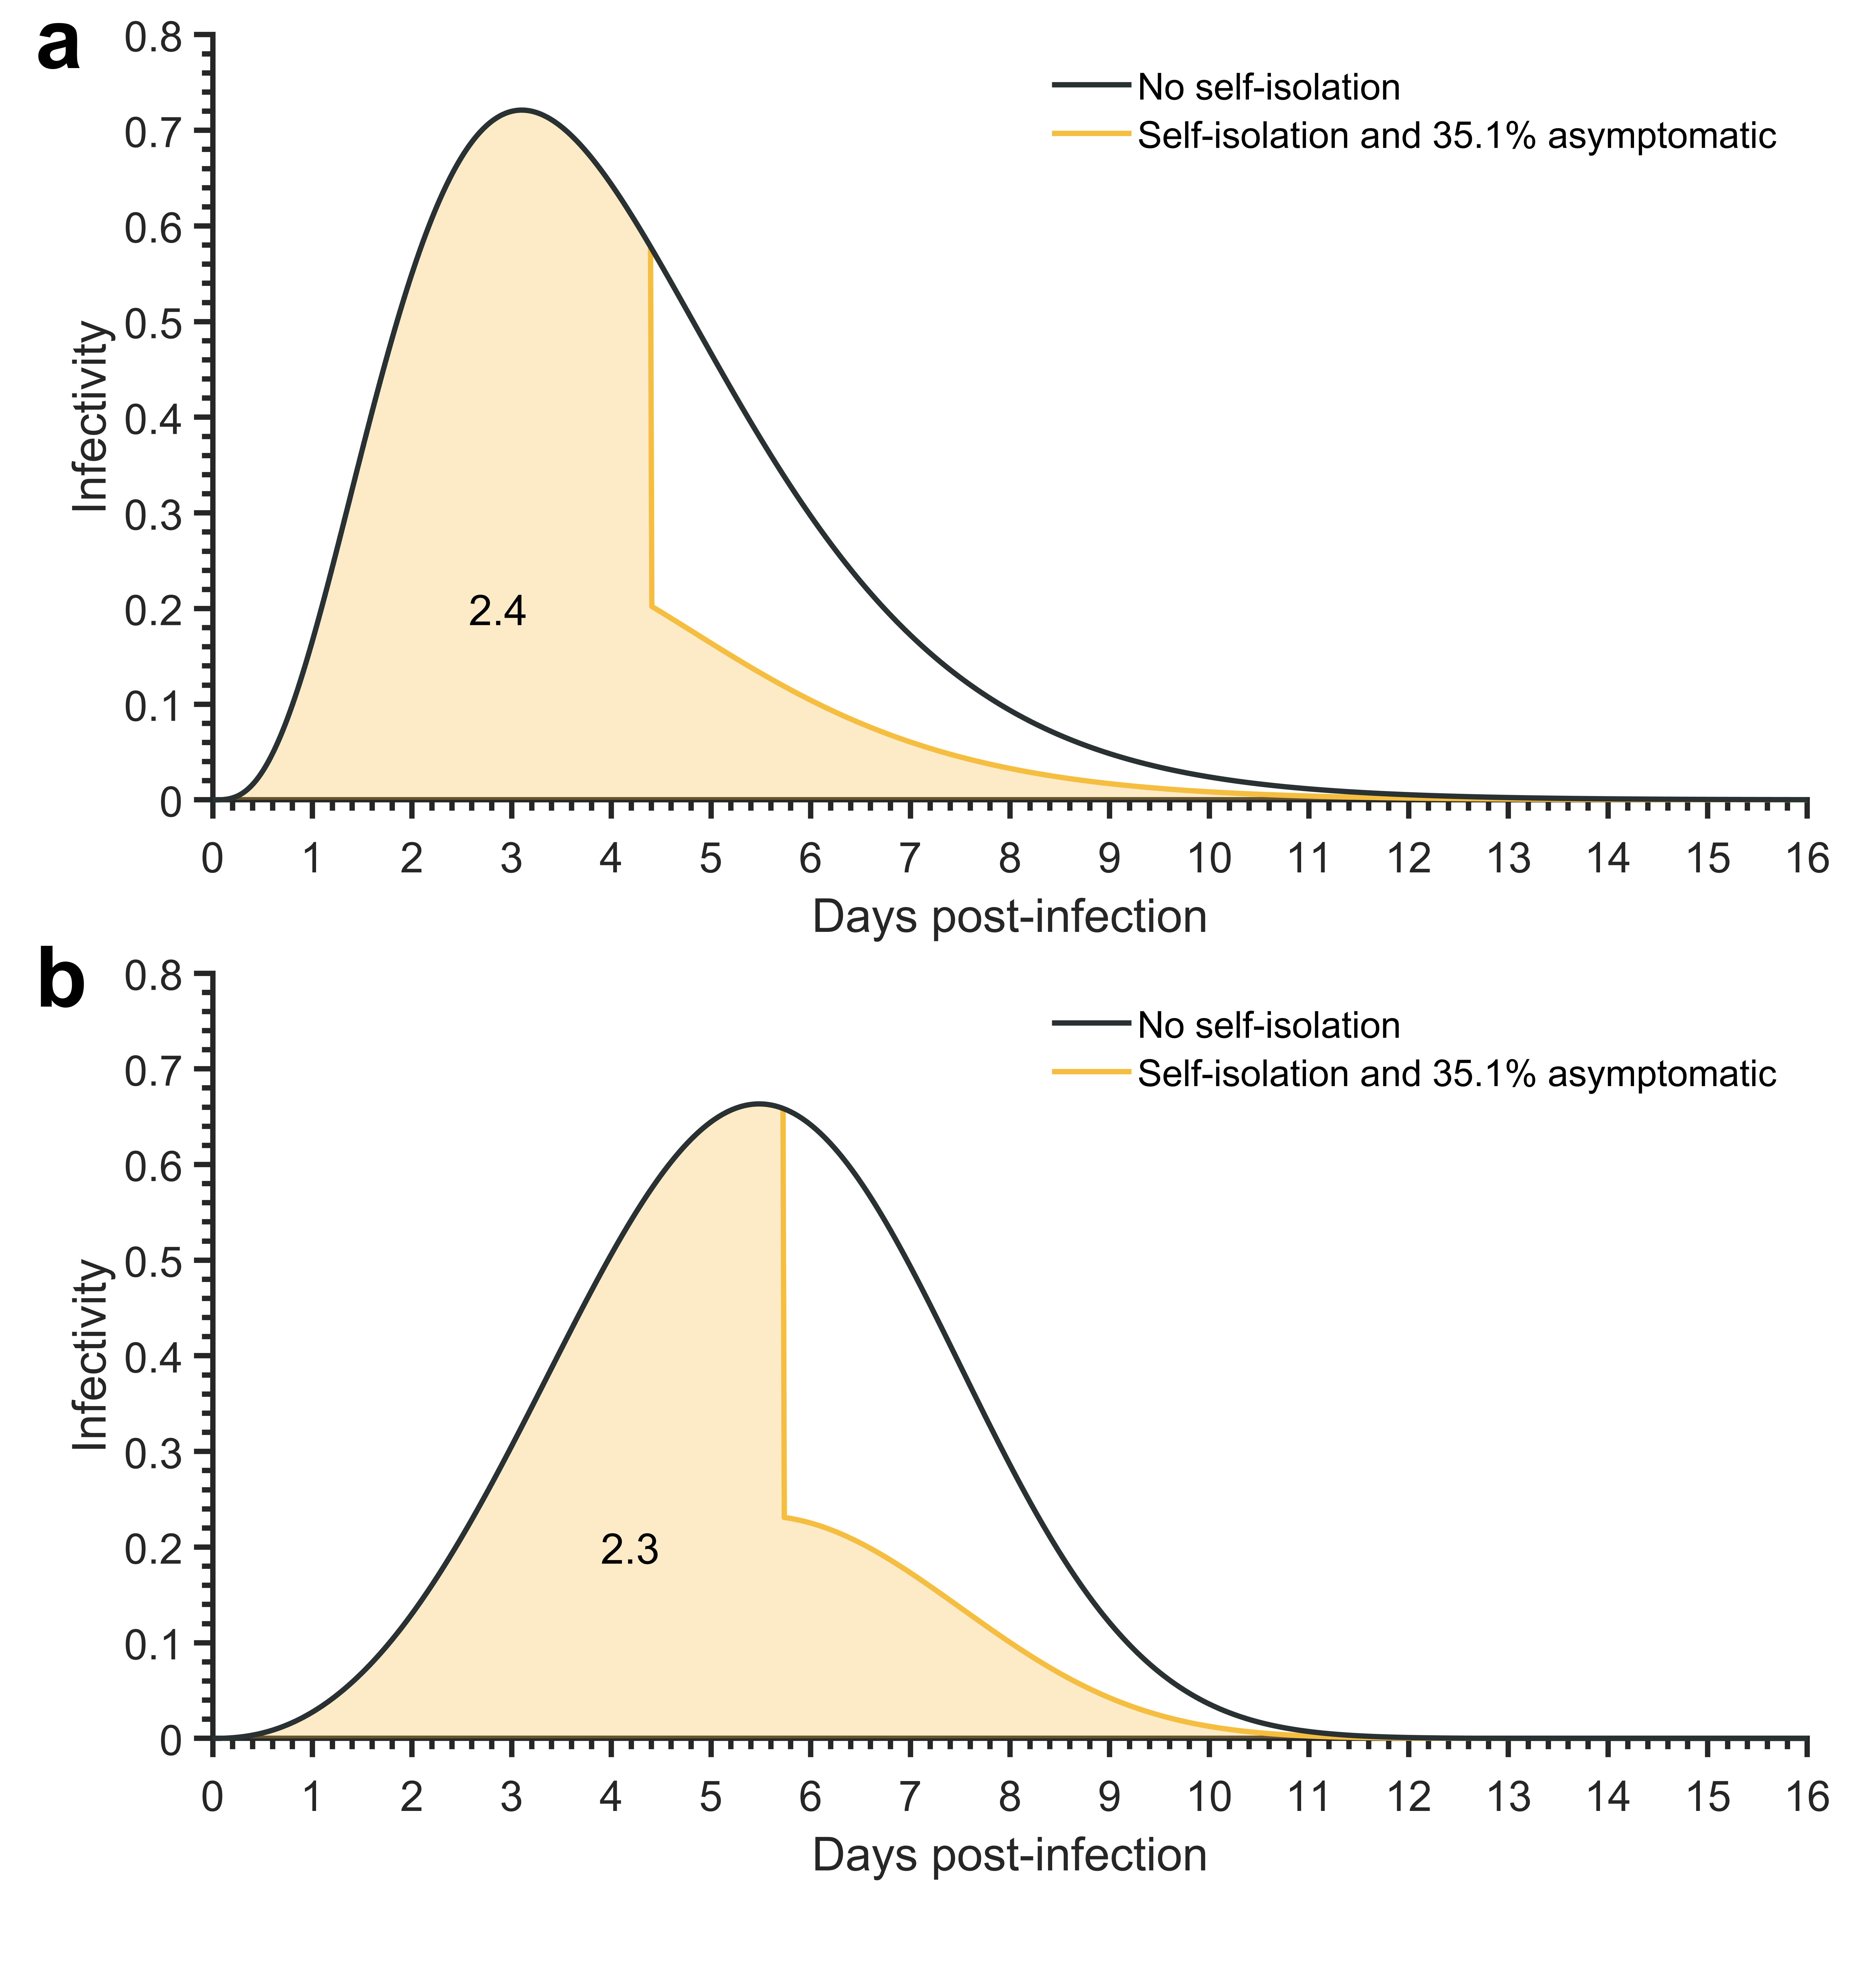 a
0.8
0.7
0.6
0.5
0.4
0.3
0.2
0.1
0
Infectivity
No self-isolation
Self-isolation and 35.1% asymptomatic
2.4
0 1 2 3 4 5 6 7 8 9 10 11 12 13 14 15 16
Days post-infection
b
0.8
0.7
0.6
0.5
0.4
0.3
0.2
0.1
0
Infectivity
No self-isolation
Self-isolation and 35.1% asymptomatic
2.3
0 1 2 3 4 5 6 7 8 9 10 11 12 13 14 15 16
Days post-infection